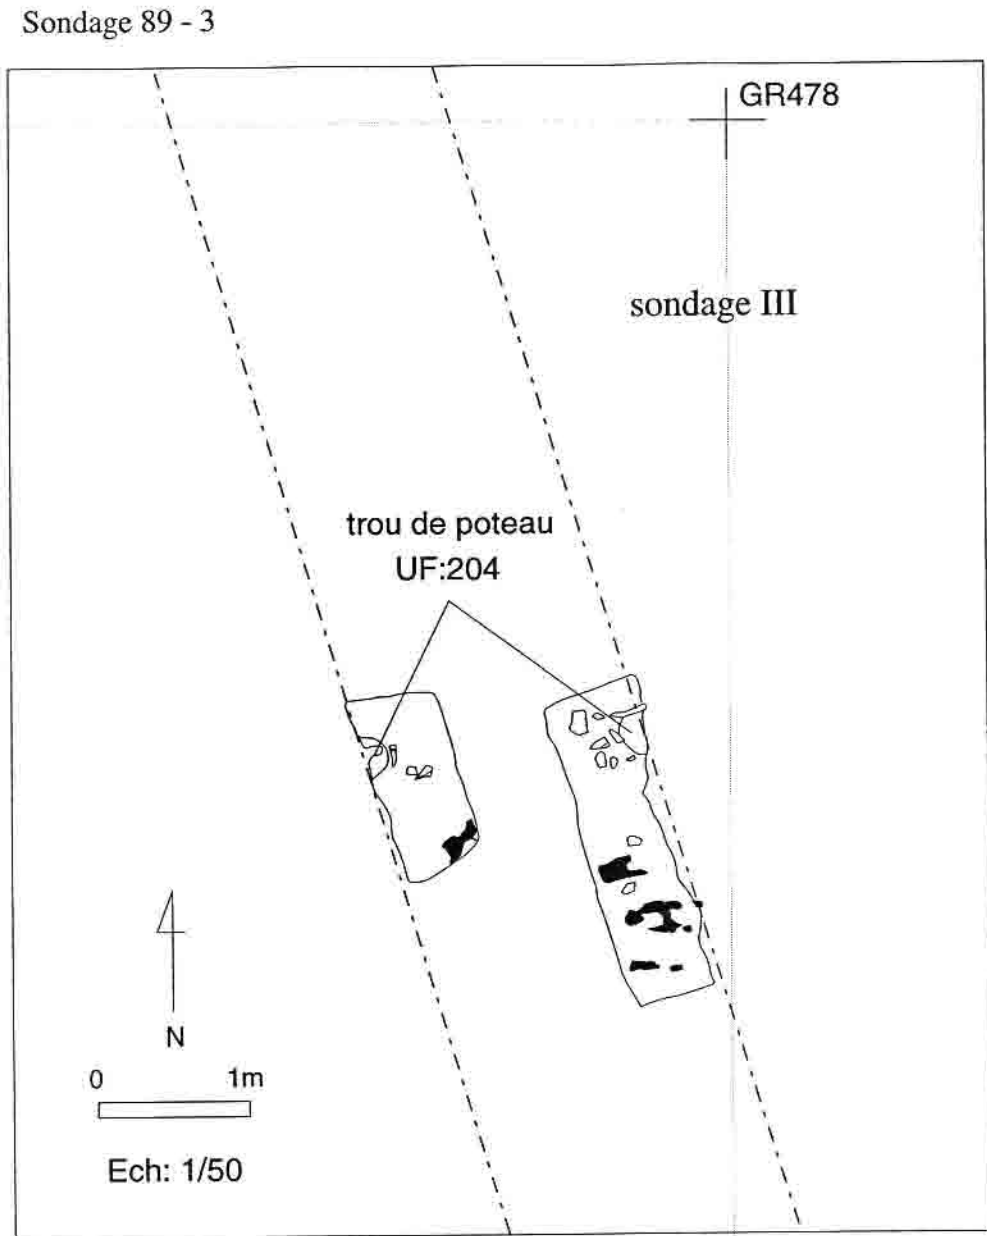 Sondage 89 - 3
GR478
sondage III
trou de poteau
UF:204
N
0 1m
Ech: 1/50